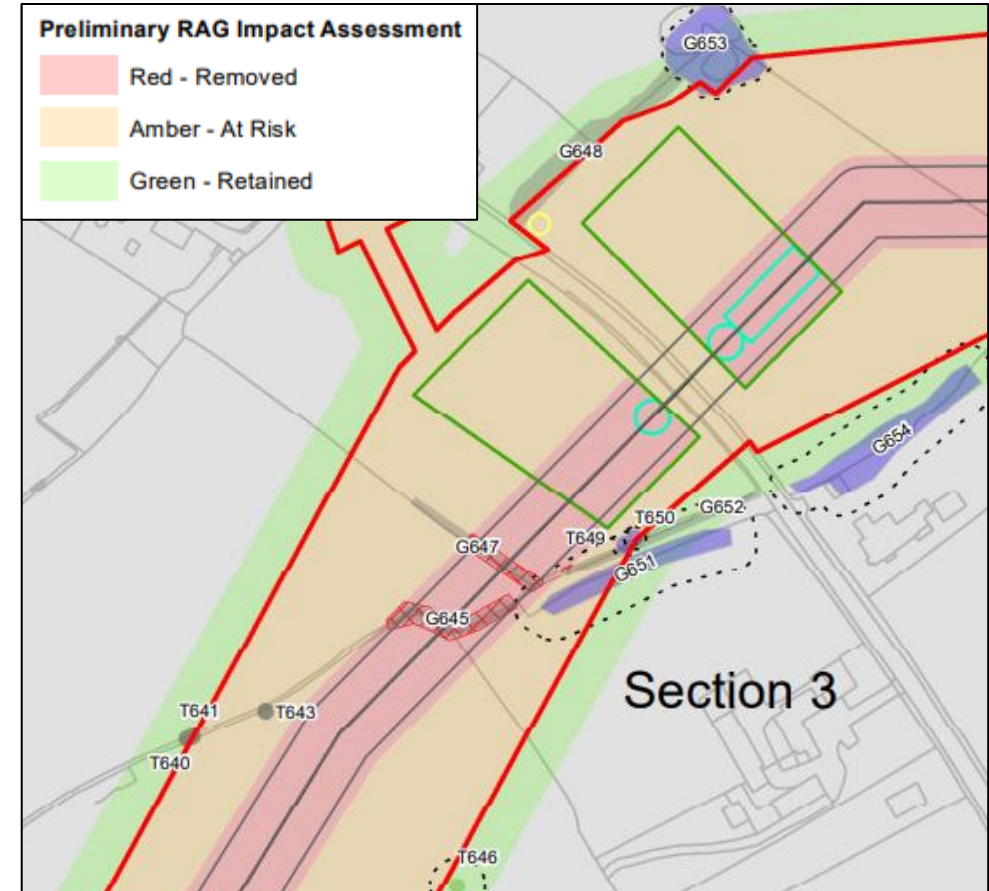 Preliminary RAG Impact Assessment
Red - Removed
Amber - At Risk
Green - Retained
G653
G648
G654
G652
T650
T649
G647
G651
G645
Section 3
T641
T643
T640
T646